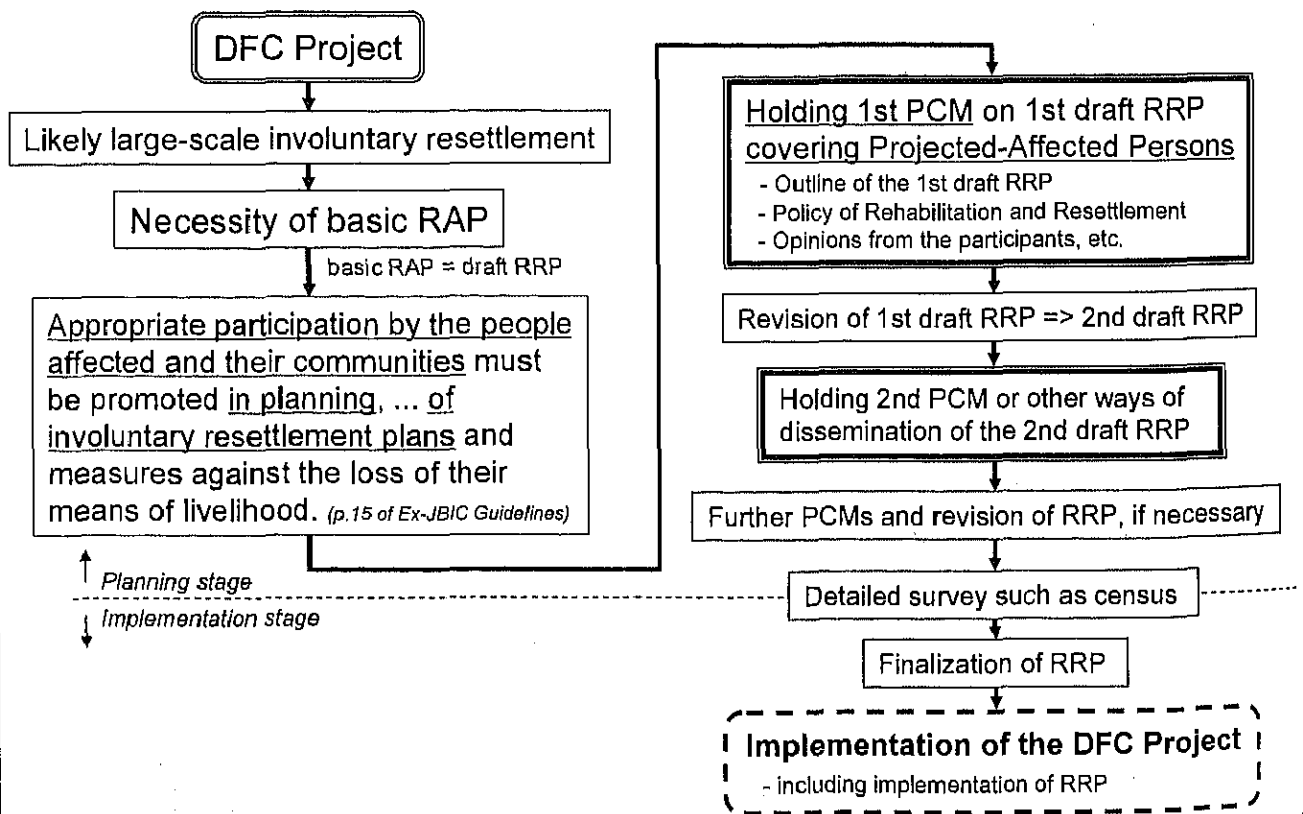 DFC Project
Likely large-scale involuntary resettlement
Necessity of basic RAP
basic RAP = draft RRP
Appropriate participation by the people
affected and their communities must
be promoted in planning, ... of
involuntary resettlement plans and
measures against the loss of their
means of livelihood. (p.15 of Ex-JBIC Guidelines)
Planning stage
Implementation stage
Holding 1st PCM on 1st draft RRP
covering Projected-Affected Persons
- Outline of the 1st draft RRP
- Policy of Rehabilitation and Resettlement
- Opinions from the participants, etc.
Revision of 1st draft RRP => 2nd draft RRP
Holding 2nd PCM or other ways of
dissemination of the 2nd draft RRP
Further PCMs and revision of RRP, if necessary
Detailed survey such as census
Finalization of RRP
Implementation of the DFC Project
- including implementation of RRP